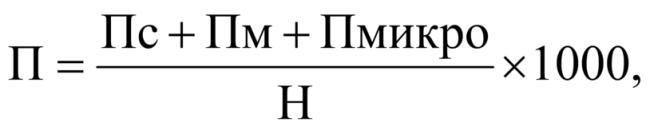 П = (Пс + Пм + Пмикро) / Н × 1000,